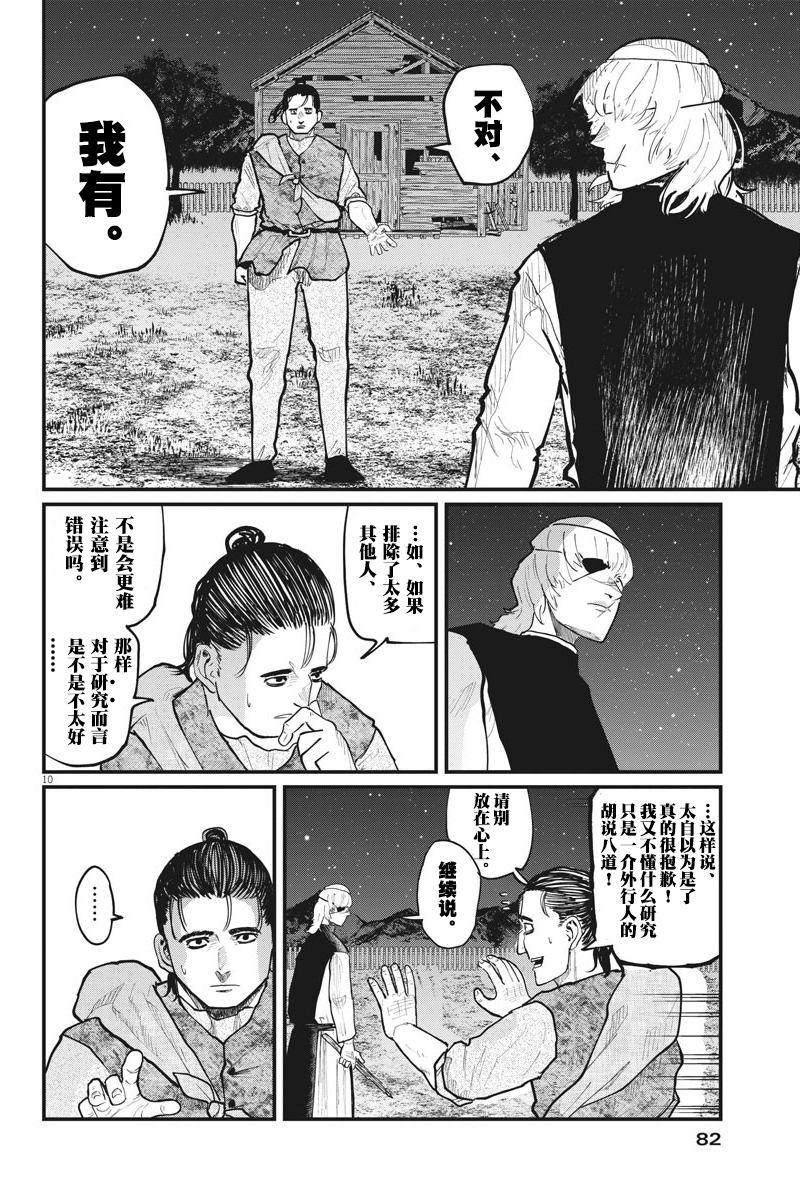 不对、
我有。
…如、如果
排除了太多
其他人、
不是会更难
注意到
错误吗。
那样
对于研究而言
是不是不太好
……
10
…这样说、
太自以为是了
真的很抱歉！
我又不懂什么研究
只是一介外行人的
胡说八道！
请别
放在心上。
继续说。
……
82